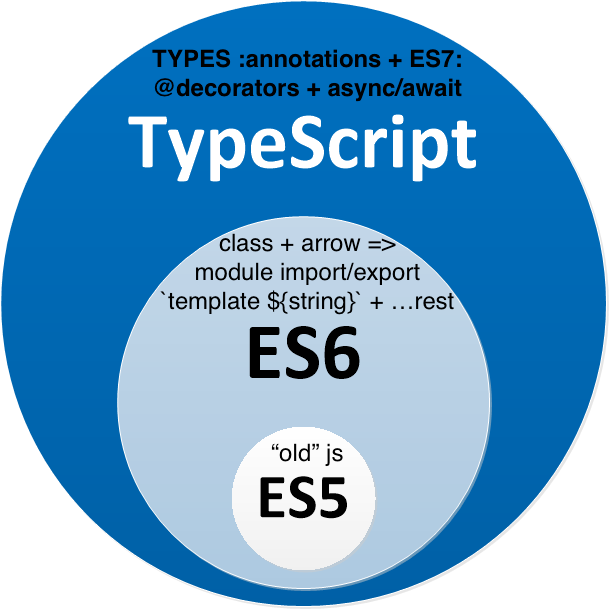 TYPES :annotations + ES7:
@decorators + async/await
TypeScript
class + arrow =>
module import/export
`template ${string}` + …rest
ES6
“old” js
ES5